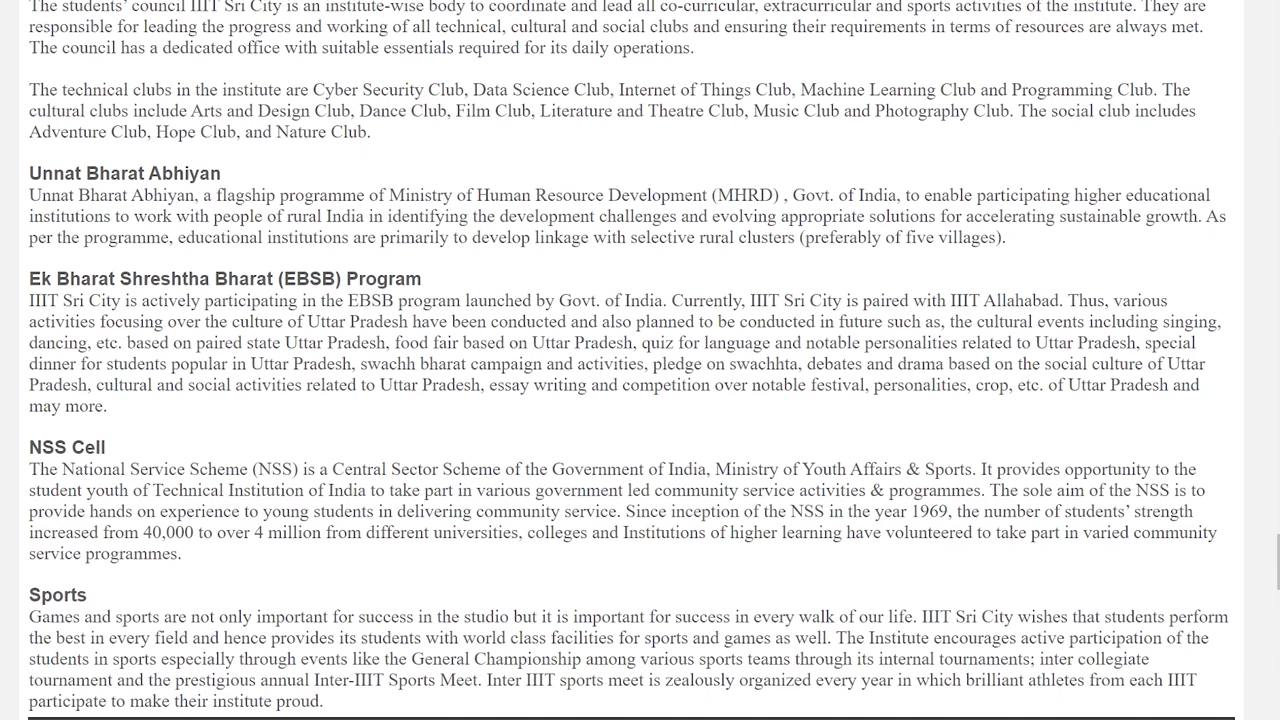 The students' council IIIT Sri City is an institute-wise body to coordinate and lead all co-curricular, extracurricular and sports activities of the institute. They are
responsible for leading the progress and working of all technical, cultural and social clubs and ensuring their requirements in terms of resources are always met.
The council has a dedicated office with suitable essentials required for its daily operations.
The technical clubs in the institute are Cyber Security Club, Data Science Club, Internet of Things Club, Machine Learning Club and Programming Club. The
cultural clubs include Arts and Design Club, Dance Club, Film Club, Literature and Theatre Club, Music Club and Photography Club. The social club includes
Adventure Club, Hope Club, and Nature Club.
Unnat Bharat Abhiyan
Unnat Bharat Abhiyan, a flagship programme of Ministry of Human Resource Development (MHRD) , Govt. of India, to enable participating higher educational
institutions to work with people of rural India in identifying the development challenges and evolving appropriate solutions for accelerating sustainable growth. As
per the programme, educational institutions are primarily to develop linkage with selective rural clusters (preferably of five villages).
Ek Bharat Shreshtha Bharat (EBSB) Program
IIIT Sri City is actively participating in the EBSB program launched by Govt. of India. Currently, IIIT Sri City is paired with IIIT Allahabad. Thus, various
activities focusing over the culture of Uttar Pradesh have been conducted and also planned to be conducted in future such as, the cultural events including singing,
dancing, etc. based on paired state Uttar Pradesh, food fair based on Uttar Pradesh, quiz for language and notable personalities related to Uttar Pradesh, special
dinner for students popular in Uttar Pradesh, swachh bharat campaign and activities, pledge on swachhta, debates and drama based on the social culture of Uttar
Pradesh, cultural and social activities related to Uttar Pradesh, essay writing and competition over notable festival, personalities, crop, etc. of Uttar Pradesh and
may more.
NSS Cell
The National Service Scheme (NSS) is a Central Sector Scheme of the Government of India, Ministry of Youth Affairs & Sports. It provides opportunity to the
student youth of Technical Institution of India to take part in various government led community service activities & programmes. The sole aim of the NSS is to
provide hands on experience to young students in delivering community service. Since inception of the NSS in the year 1969, the number of students' strength
increased from 40,000 to over 4 million from different universities, colleges and Institutions of higher learning have volunteered to take part in varied community
service programmes.
Sports
Games and sports are not only important for success in the studio but it is important for success in every walk of our life. IIIT Sri City wishes that students perform
the best in every field and hence provides its students with world class facilities for sports and games as well. The Institute encourages active participation of the
students in sports especially through events like the General Championship among various sports teams through its internal tournaments; inter collegiate
tournament and the prestigious annual Inter-IIIT Sports Meet. Inter IIIT sports meet is zealously organized every year in which brilliant athletes from each IIIT
participate to make their institute proud.